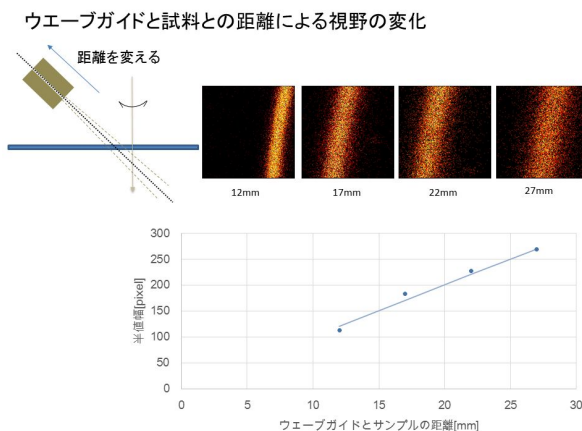 ウエーブガイドと試料との距離による視野の変化
距離を変える
12mm
17mm
22mm
27mm
300
250
200
150
100
50
0
半値幅[pixel]
0
5
10
15
20
25
30
ウェーブガイドとサンプルの距離[mm]